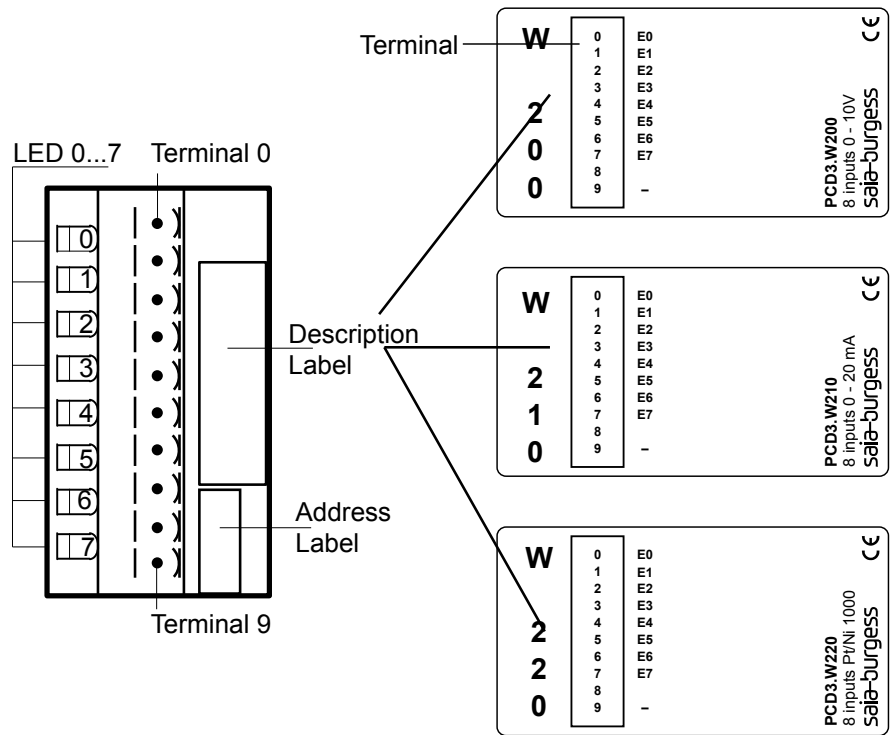 LED 0...7
Terminal 0
0
1
2
3
4
5
6
7
Description
Label
Address
Label
Terminal 9
Terminal
W
2
0
0
0 E0
1 E1
2 E2
3 E3
4 E4
5 E5
6 E6
7 E7
8
9 –
PCD3.W200
8 inputs 0 - 10V
saia-burgess
CE
W
2
1
0
0 E0
1 E1
2 E2
3 E3
4 E4
5 E5
6 E6
7 E7
8
9 –
PCD3.W210
8 inputs 0 - 20 mA
saia-burgess
CE
W
2
2
0
0 E0
1 E1
2 E2
3 E3
4 E4
5 E5
6 E6
7 E7
8
9 –
PCD3.W220
8 inputs Pt/Ni 1000
saia-burgess
CE